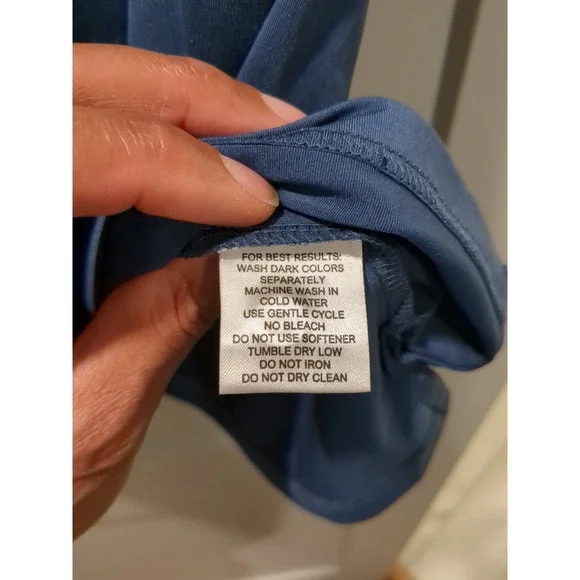 FOR BEST RESULTS:
WASH DARK COLORS
SEPARATELY
MACHINE WASH IN
COLD WATER
USE GENTLE CYCLE
NO BLEACH
DO NOT USE SOFTENER
TUMBLE DRY LOW
DO NOT IRON
DO NOT DRY CLEAN